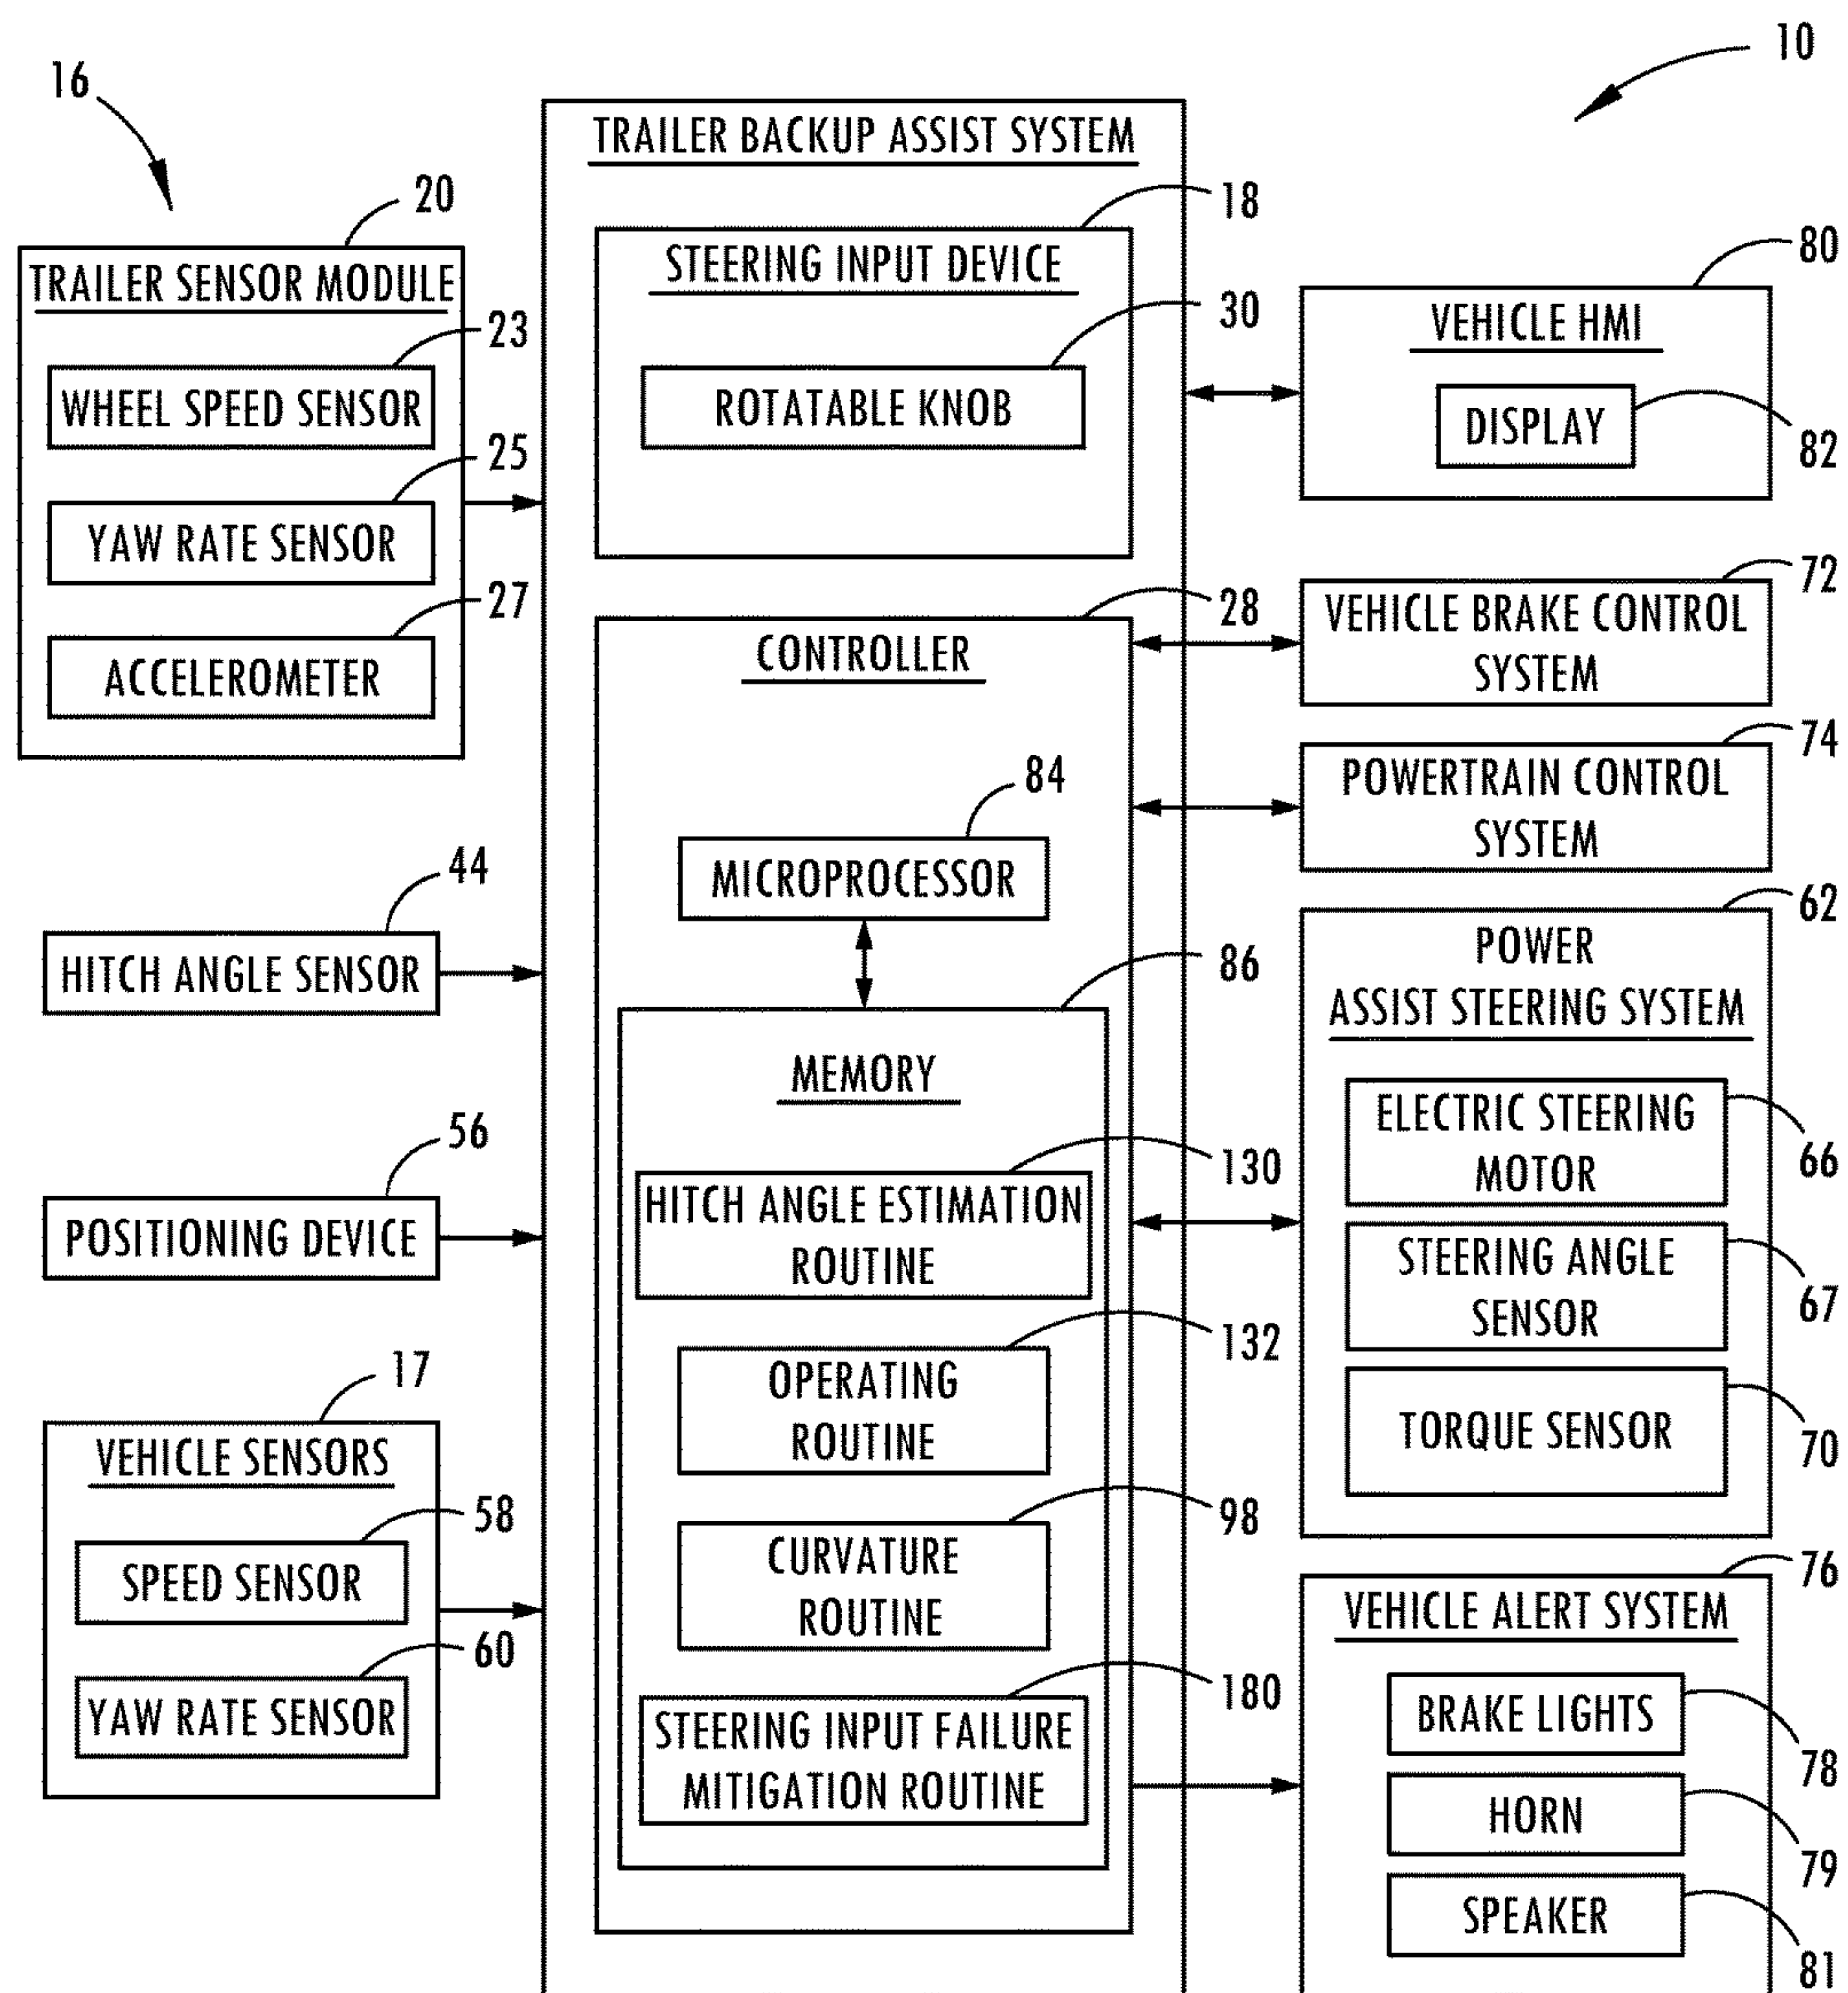 10
16
TRAILER BACKUP ASSIST SYSTEM
20
TRAILER SENSOR MODULE
23
WHEEL SPEED SENSOR
25
YAW RATE SENSOR
27
ACCELEROMETER
44
HITCH ANGLE SENSOR
56
POSITIONING DEVICE
17
VEHICLE SENSORS
58
SPEED SENSOR
60
YAW RATE SENSOR
18
STEERING INPUT DEVICE
30
ROTATABLE KNOB
28
CONTROLLER
84
MICROPROCESSOR
86
MEMORY
130
HITCH ANGLE ESTIMATION
ROUTINE
132
OPERATING
ROUTINE
98
CURVATURE
ROUTINE
180
STEERING INPUT FAILURE
MITIGATION ROUTINE
80
VEHICLE HMI
DISPLAY
82
72
VEHICLE BRAKE CONTROL
SYSTEM
74
POWERTRAIN CONTROL
SYSTEM
62
POWER
ASSIST STEERING SYSTEM
ELECTRIC STEERING
MOTOR
66
STEERING ANGLE
SENSOR
67
TORQUE SENSOR
70
76
VEHICLE ALERT SYSTEM
BRAKE LIGHTS
78
HORN
79
SPEAKER
81